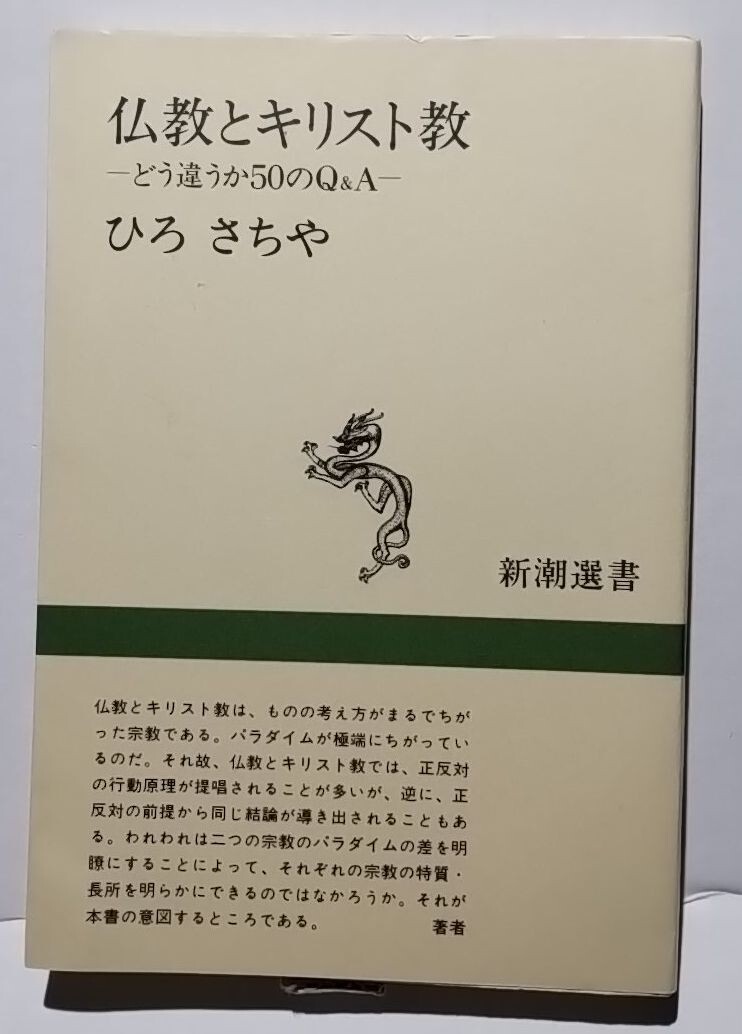 仏教とキリスト教
―どう違うか50のQ&A―
ひろ さちや
新潮選書
仏教とキリスト教は、ものの考え方がまるでちが
った宗教である。パラダイムが極端にちがってい
るのだ。それ故、仏教とキリスト教では、正反対
の行動原理が提唱されることが多いが、逆に、正
反対の前提から同じ結論が導き出されることもあ
る。われわれは二つの宗教のパラダイムの差を明
瞭にすることによって、それぞれの宗教の特質・
長所を明らかにできるのではなかろうか。それが
本書の意図するところである。 著者